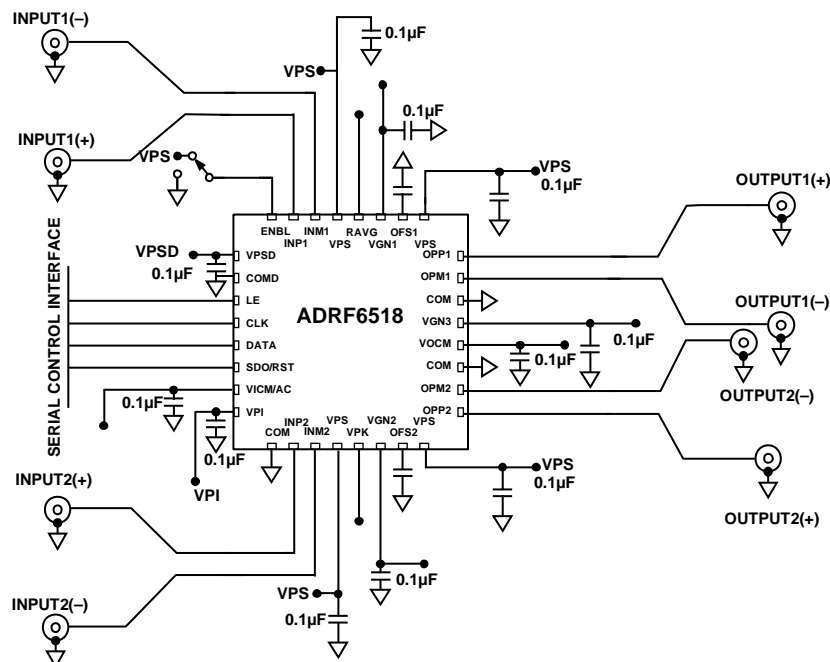 INPUT1(–)
0.1µF
VPS
INPUT1(+)
0.1µF
VPS
VPS
0.1µF
OUTPUT1(+)
ENBL
INP1
INM1
VPS
RAVG
VGN1
OFS1
VPS
SERIAL CONTROL INTERFACE
VPSD
0.1µF
VPSD
COMD
LE
CLK
DATA
SDO/RST
VICM/AC
VPI
ADRF6518
OPP1
OPM1
COM
VGN3
VOCM
COM
OPM2
OPP2
OUTPUT1(–)
0.1µF
0.1µF
OUTPUT2(–)
0.1µF
0.1µF
VPI
COM
INP2
INM2
VPS
VPK
VGN2
OFS2
VPS
VPS
0.1µF
INPUT2(+)
OUTPUT2(+)
INPUT2(–)
VPS
0.1µF
0.1µF